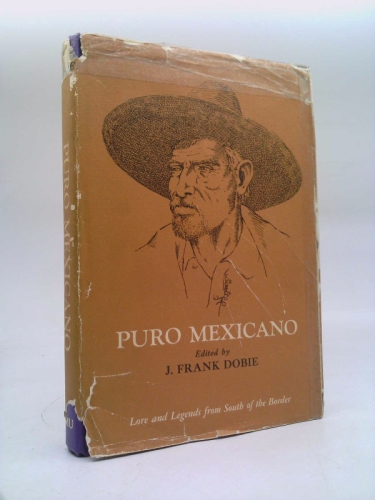 PURO MEXICANO
PURO MEXICANO
Edited by
J. FRANK DOBIE
Lore and Legends from South of the Border